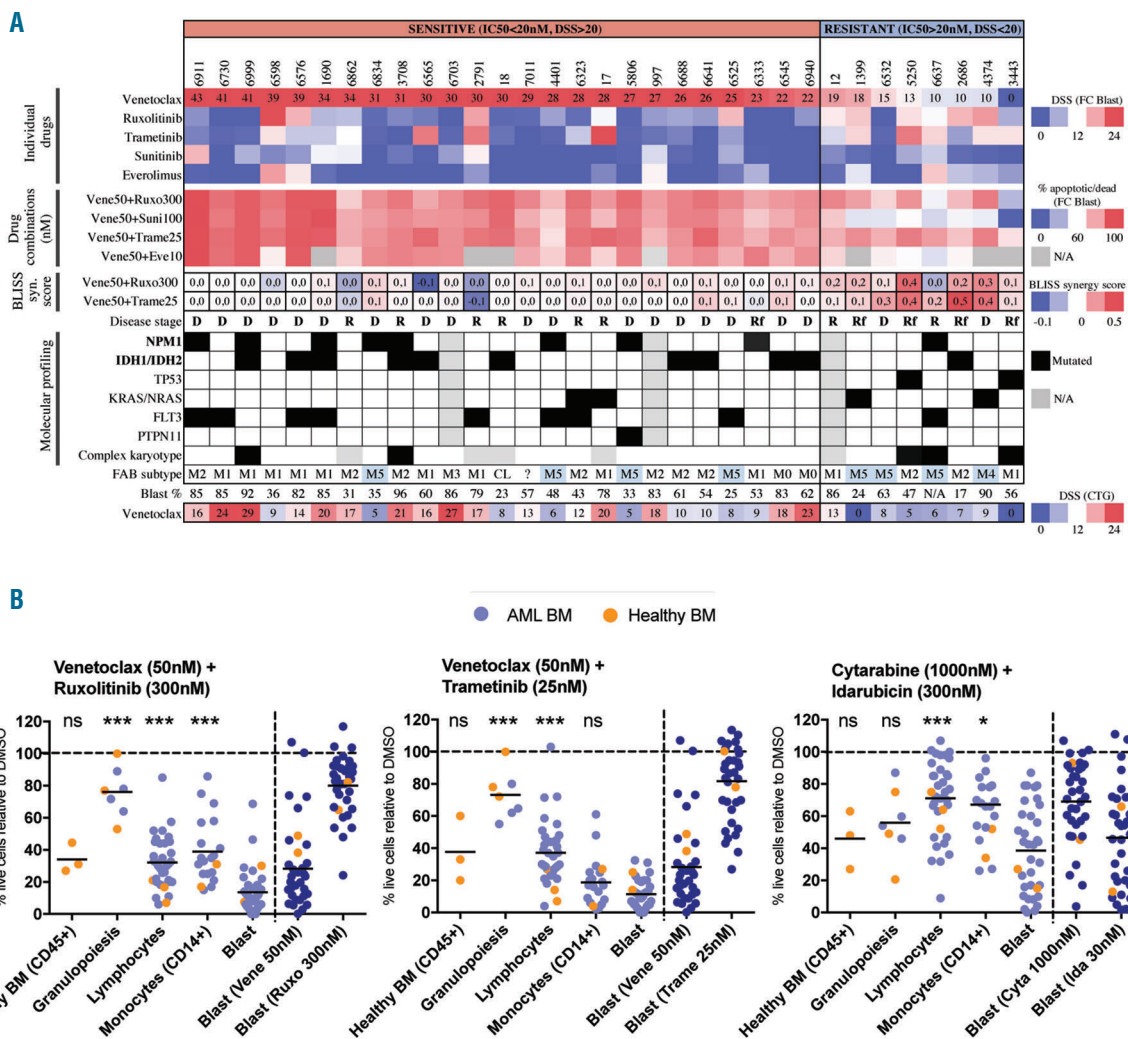 A
SENSITIVE (IC50<20nM, DSS>20) RESISTANT (IC50>20nM, DSS<20)
6911 6730 6999 6598 6576 1690 6862 6834 3708 6565 6703 2791 18 7011 4401 6323 17 5806 997 6688 6641 6525 6333 6545 6940 12 1399 6532 5250 6637 2686 4374 3443
Individual drugs
Venetoclax 43 41 41 39 39 34 34 31 31 30 30 30 30 29 28 28 28 27 27 26 26 25 23 22 22 19 18 15 13 10 10 10 0
Ruxolitinib
Trametinib
Sunitinib
Everolimus
DSS (FC Blast)
0 12 24
Drug combinations (nM)
Vene50+Ruxo300
Vene50+Suni100
Vene50+Trame25
Vene50+Eve10
% apoptotic/dead
(FC Blast)
0 60 100
N/A
BLISS syn. score
Vene50+Ruxo300 0,0 0,0 0,0 0,0 0,0 0,1 0,0 0,1 0,0 -0,1 0,0 0,0 0,0 0,1 0,0 0,0 0,0 0,0 0,1 0,0 0,1 0,1 0,1 0,0 0,0 0,2 0,2 0,1 0,4 0,0 0,2 0,3 0,1
Vene50+Trame25 0,0 0,0 0,0 0,0 0,0 0,0 0,0 0,1 0,0 0,0 0,0 -0,1 0,0 0,0 0,0 0,0 0,0 0,0 0,0 0,0 0,1 0,1 0,0 0,1 0,1 0,1 0,1 0,3 0,4 0,2 0,5 0,4 0,1
BLISS synergy score
-0.1 0 0.5
Disease stage D D D D D D R D R D D R R D D D R D D D D D Rf D D R Rf D Rf R Rf D Rf
Molecular profiling
NPM1
IDH1/IDH2
TP53
KRAS/NRAS
FLT3
PTPN11
Complex karyotype
Mutated
N/A
FAB subtype M2 M1 M1 M1 M1 M1 M2 M5 M2 M1 M3 M1 CL ? M5 M2 M1 M5 M2 M2 M2 M5 M1 M0 M0 M1 M5 M5 M2 M5 M2 M4 M1
Blast % 85 85 92 36 82 85 31 35 96 60 86 79 23 57 48 43 78 33 83 61 54 25 53 83 62 86 24 63 47 N/A 17 90 56
Venetoclax 16 24 29 9 14 20 17 5 21 16 27 17 8 13 6 12 20 5 18 10 10 8 9 18 23 13 0 8 5 6 7 9 0
DSS (CTG)
0 12 24
B
AML BM Healthy BM
Venetoclax (50nM) +
Ruxolitinib (300nM)
ns *** *** ***
% live cells relative to DMSO
120
100
80
60
40
20
0
y BM (CD45+)
Granulopoiesis
Lymphocytes
Monocytes (CD14+)
Blast
Blast (Vene 50nM)
Blast (Ruxo 300nM)
Venetoclax (50nM) +
Trametinib (25nM)
ns *** *** ns
% live cells relative to DMSO
120
100
80
60
40
20
0
Healthy BM (CD45+)
Granulopoiesis
Lymphocytes
Monocytes (CD14+)
Blast
Blast (Vene 50nM)
Blast (Trame 25nM)
Cytarabine (1000nM) +
Idarubicin (300nM)
ns ns *** *
% live cells relative to DMSO
120
100
80
60
40
20
0
Healthy BM (CD45+)
Granulopoiesis
Lymphocytes
Monocytes (CD14+)
Blast
Blast (Cyta 1000nM)
Blast (Ida 30nM)